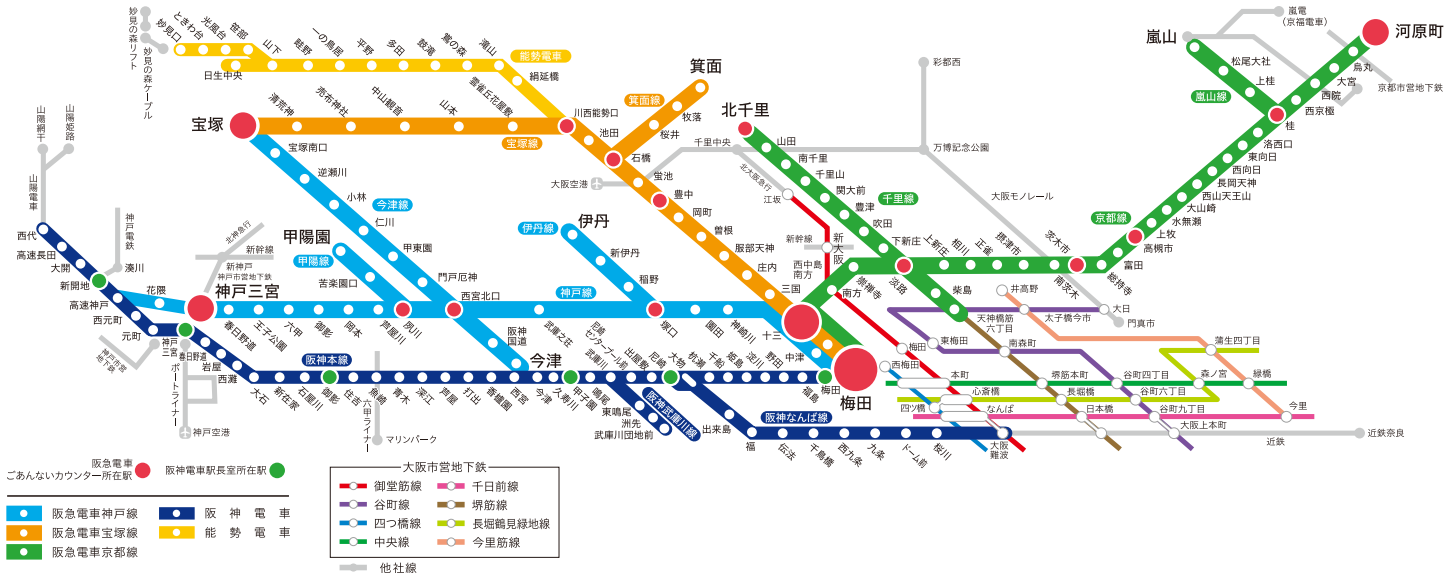 妙見の森リフト
妙見の森ケーブル
妙見口
ときわ台
光風台
笹部
山下
畦野
一の鳥居
平野
多田
鼓滝
鶯の森
滝山
能勢電車
絹延橋
日生中央
雲雀丘花屋敷
川西能勢口
宝塚
清荒神
売布神社
中山観音
山本
宝塚線
箕面
箕面線
牧落
桜井
池田
石橋
蛍池
大阪空港
豊中
岡町
曽根
服部天神
庄内
三国
十三
中津
梅田
宝塚南口
逆瀬川
小林
仁川
今津線
甲東園
門戸厄神
西宮北口
阪神国道
今津
甲陽園
甲陽線
苦楽園口
夙川
伊丹
伊丹線
新伊丹
稲野
塚口
神戸線
武庫之荘
園田
神崎川
神戸三宮
花隈
春日野道
王子公園
六甲
御影
岡本
芦屋川
山陽網干
山陽姫路
山陽電車
神戸電鉄
湊川
北神急行
新幹線
新神戸
神戸市営地下鉄
西代
高速長田
大開
新開地
高速神戸
西元町
元町
神戸三宮
神戸市営地下鉄
春日野道
岩屋
西灘
ポートライナー
神戸空港
大石
新在家
石屋川
御影
住吉
魚崎
六甲ライナー
マリンパーク
青木
深江
芦屋
打出
香櫨園
西宮
今津
久寿川
甲子園
鳴尾
武庫川
尼崎センタープール前
出屋敷
尼崎
大物
杭瀬
千船
姫島
淀川
野田
福島
梅田
阪神本線
東鳴尾
洲先
武庫川団地前
阪神武庫川線
阪神なんば線
出来島
福
伝法
千鳥橋
西九条
九条
ドーム前
桜川
大阪難波
近鉄
近鉄奈良
北千里
山田
南千里
千里山
関大前
豊津
吹田
千里線
下新庄
淡路
崇禅寺
南方
柴島
天神橋筋六丁目
千里中央
北大阪急行
江坂
新幹線
新大阪
西中島南方
彩都西
万博記念公園
大阪モノレール
門真市
大日
上新庄
相川
正雀
摂津市
南茨木
茨木市
総持寺
富田
高槻市
京都線
上牧
水無瀬
大山崎
西山天王山
長岡天神
西向日
東向日
洛西口
桂
嵐山
松尾大社
上桂
嵐山線
嵐電
(京福電車)
西京極
西院
大宮
烏丸
河原町
京都市営地下鉄
井高野
太子橋今市
梅田
東梅田
西梅田
南森町
蒲生四丁目
本町
堺筋本町
谷町四丁目
森ノ宮
緑橋
心斎橋
長堀橋
谷町六丁目
四ツ橋
なんば
日本橋
谷町九丁目
大阪上本町
今里
阪急電車
ごあんないカウンター所在駅
阪神電車駅長室所在駅
阪急電車神戸線
阪急電車宝塚線
阪急電車京都線
阪神電車
能勢電車
大阪市営地下鉄
御堂筋線
谷町線
四つ橋線
中央線
千日前線
堺筋線
長堀鶴見緑地線
今里筋線
他社線